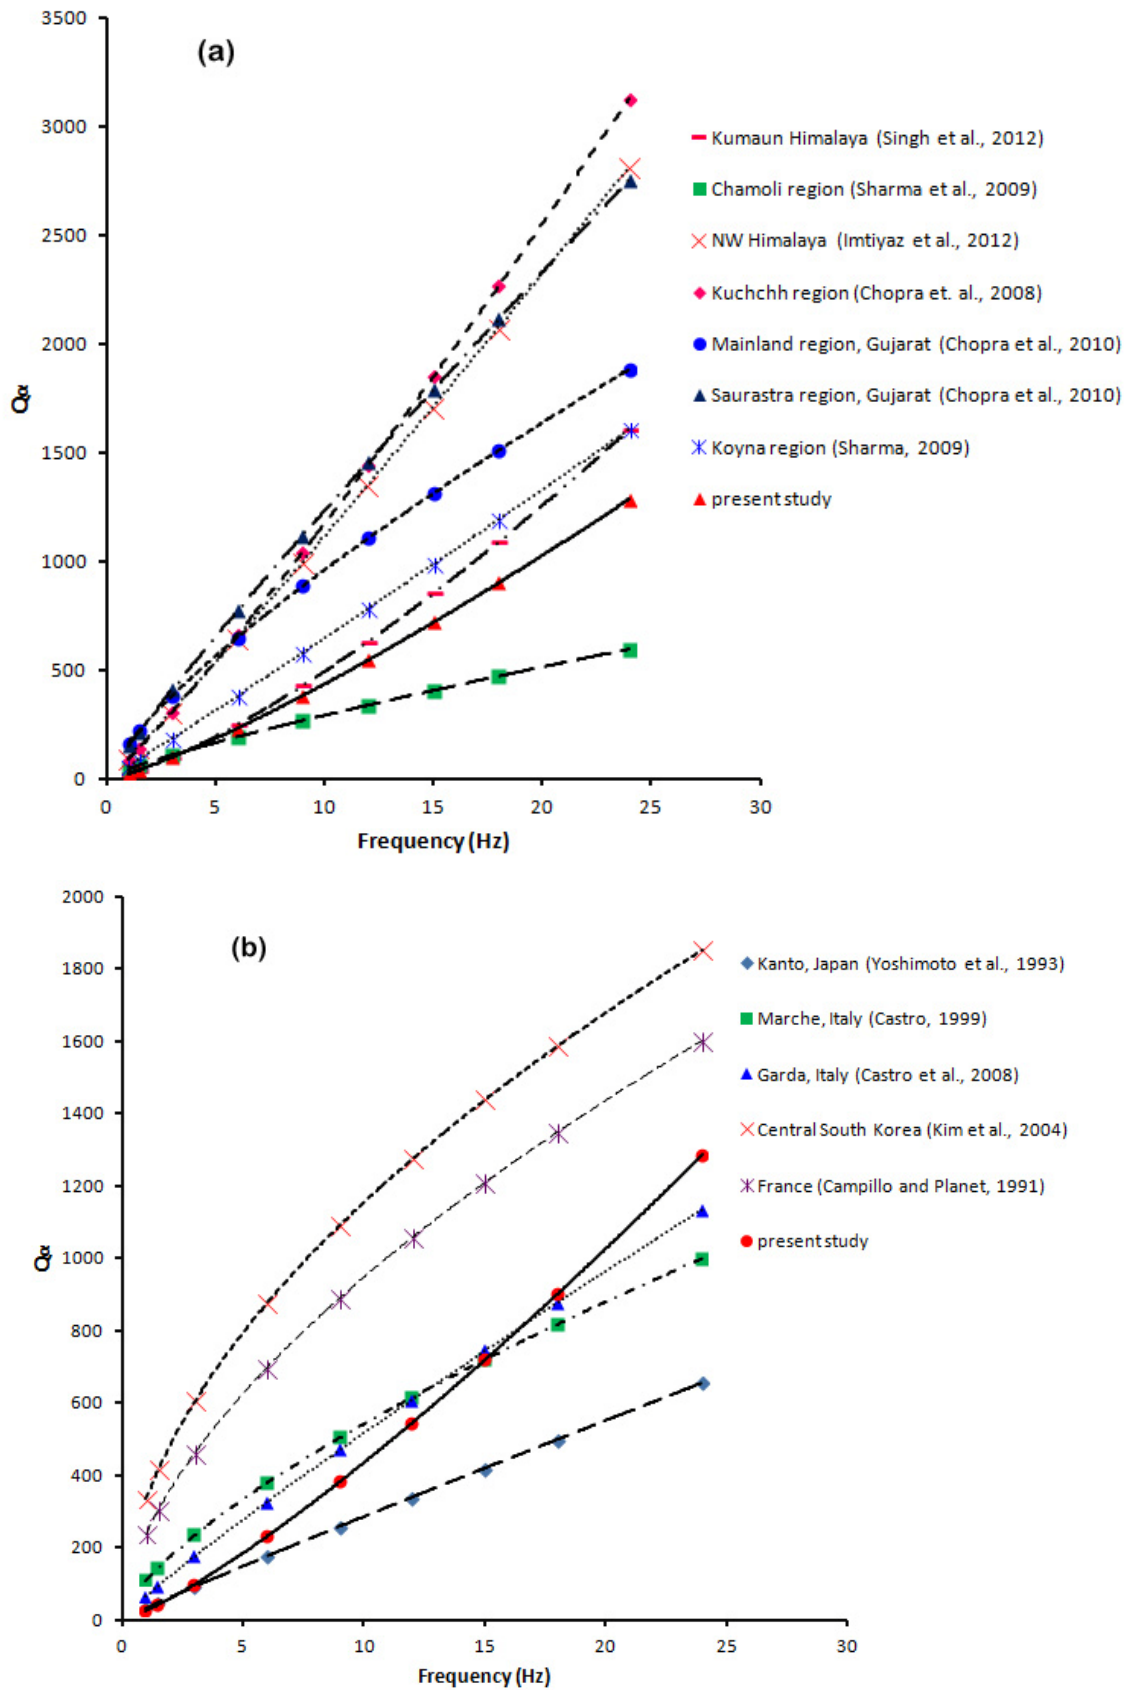 3500
(a)
3000
Kumaun Himalaya (Singh et al., 2012)
Chamoli region (Sharma et al., 2009)
2500
NW Himalaya (Imtiyaz et al., 2012)
Kuchchh region (Chopra et. al., 2008)
2000
Mainland region, Gujarat (Chopra et al., 2010)
Qα
Saurastra region, Gujarat (Chopra et al., 2010)
1500
Koyna region (Sharma, 2009)
present study
1000
500
0
0 5 10 15 20 25 30
Frequency (Hz)
2000
(b)
Kanto, Japan (Yoshimoto et al., 1993)
1800
Marche, Italy (Castro, 1999)
1600
Garda, Italy (Castro et al., 2008)
1400
Central South Korea (Kim et al., 2004)
1200
France (Campillo and Planet, 1991)
Qα
1000
present study
800
600
400
200
0
0 5 10 15 20 25 30
Frequency (Hz)